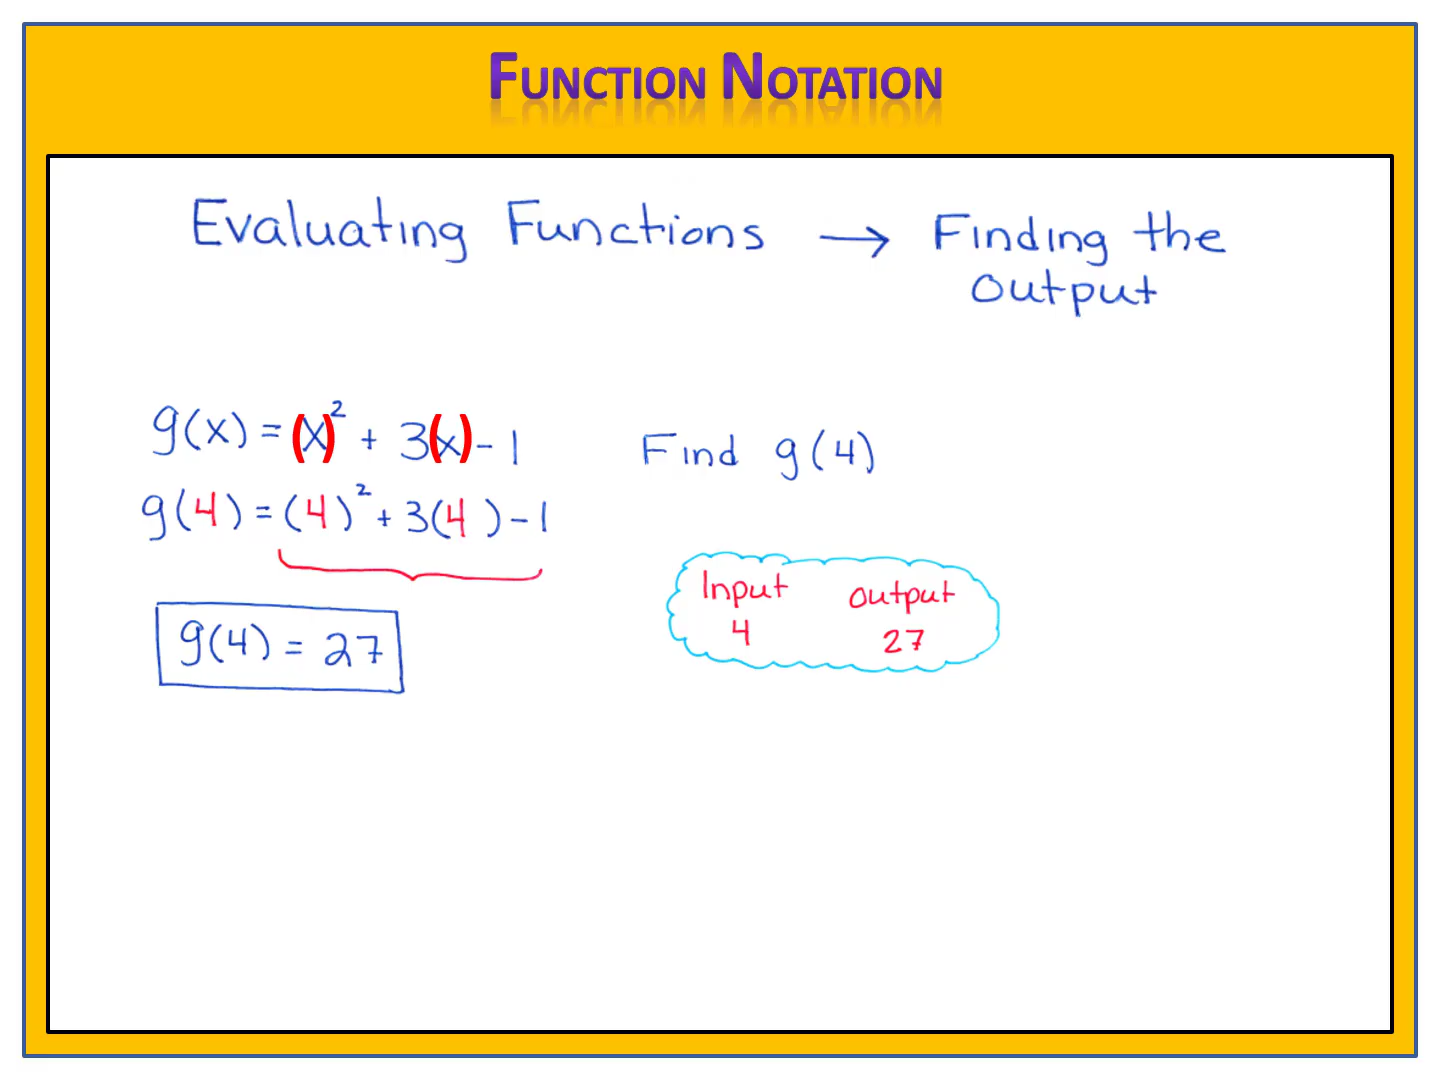 FUNCTION NOTATION
Evaluating Functions → Finding the
output
g(x) = (x)² + 3(x) - 1
Find g(4)
g(4) = (4)² + 3(4) - 1
Input output
4 27
g(4) = 27